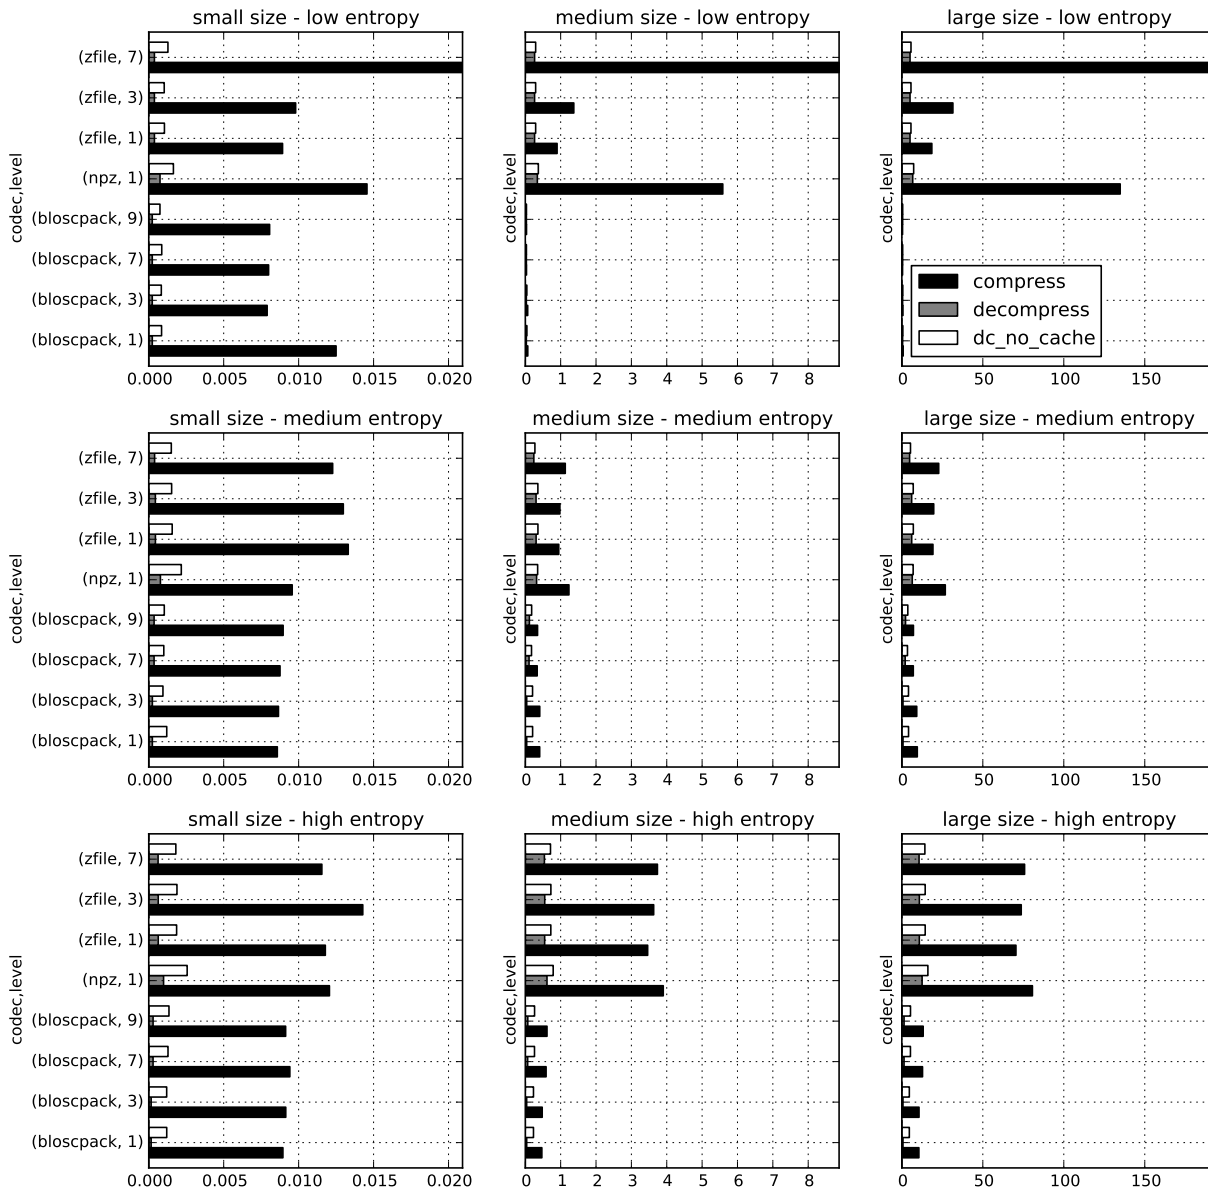 small size - low entropy
medium size - low entropy
large size - low entropy
codec,level
(zfile, 7)
(zfile, 3)
(zfile, 1)
(npz, 1)
(bloscpack, 9)
(bloscpack, 7)
(bloscpack, 3)
(bloscpack, 1)
0.000 0.005 0.010 0.015 0.020
codec,level
0 1 2 3 4 5 6 7 8
codec,level
compress
decompress
dc_no_cache
0 50 100 150
small size - medium entropy
medium size - medium entropy
large size - medium entropy
codec,level
(zfile, 7)
(zfile, 3)
(zfile, 1)
(npz, 1)
(bloscpack, 9)
(bloscpack, 7)
(bloscpack, 3)
(bloscpack, 1)
0.000 0.005 0.010 0.015 0.020
codec,level
0 1 2 3 4 5 6 7 8
codec,level
0 50 100 150
small size - high entropy
medium size - high entropy
large size - high entropy
codec,level
(zfile, 7)
(zfile, 3)
(zfile, 1)
(npz, 1)
(bloscpack, 9)
(bloscpack, 7)
(bloscpack, 3)
(bloscpack, 1)
0.000 0.005 0.010 0.015 0.020
codec,level
0 1 2 3 4 5 6 7 8
codec,level
0 50 100 150